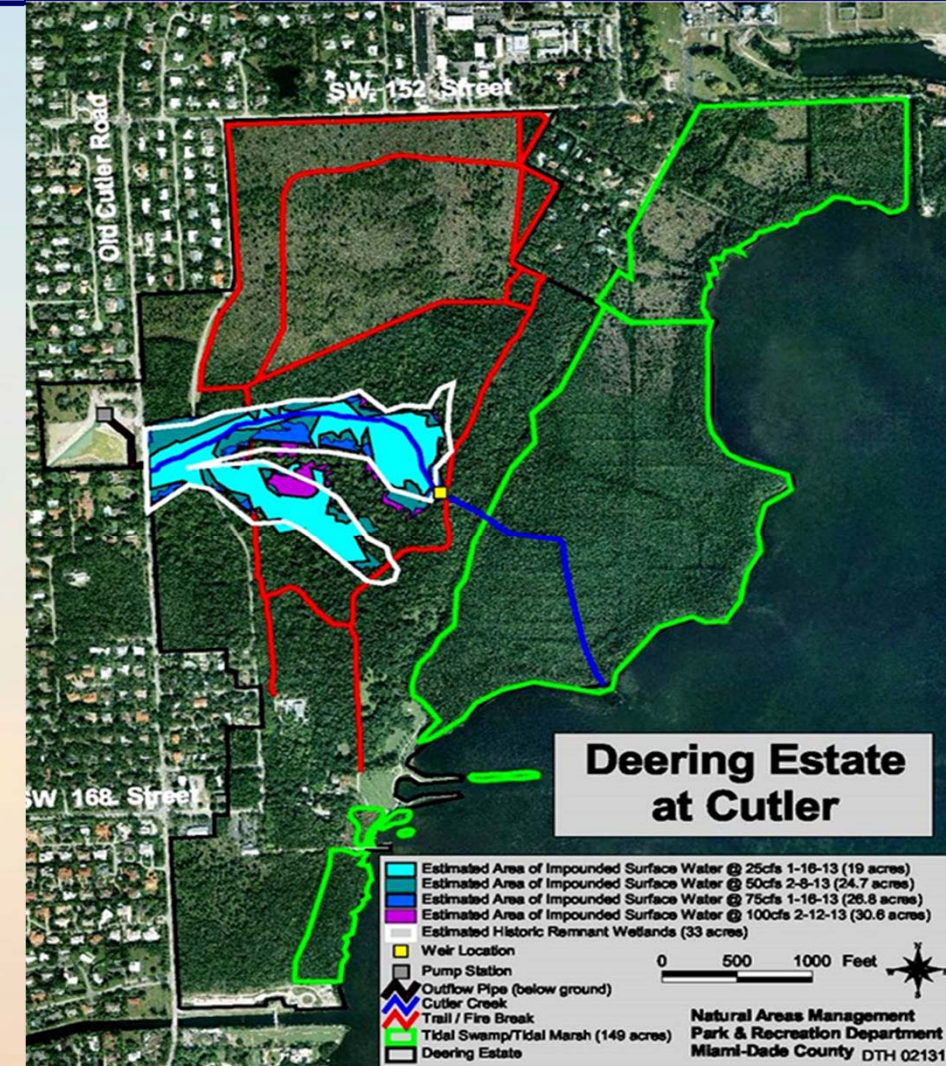 SW 152 Street
Old Cutler Road
SW 168 Street
Deering Estate
at Cutler
Estimated Area of Impounded Surface Water @ 25cfs 1-16-13 (19 acres)
Estimated Area of Impounded Surface Water @ 50cfs 2-8-13 (24.7 acres)
Estimated Area of Impounded Surface Water @ 75cfs 1-16-13 (26.8 acres)
Estimated Area of Impounded Surface Water @ 100cfs 2-12-13 (30.6 acres)
Estimated Historic Remnant Wetlands (33 acres)
Weir Location
Pump Station
Outflow Pipe (below ground)
Cutler Creek
Trail / Fire Break
Tidal Swamp/Tidal Marsh (149 acres)
Deering Estate
0 500 1000 Feet
N
Natural Areas Management
Park & Recreation Department
Miami-Dade County DTH 02131